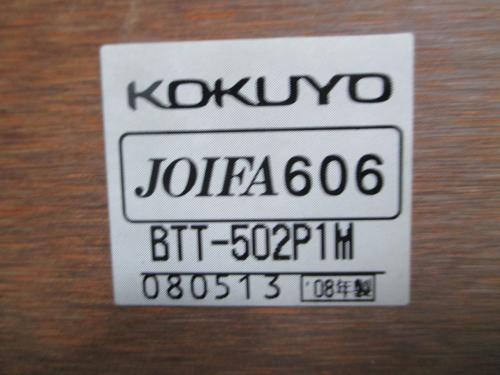 KOKUYO
JOIFA606
BTT-502P1M
080513 '08年製